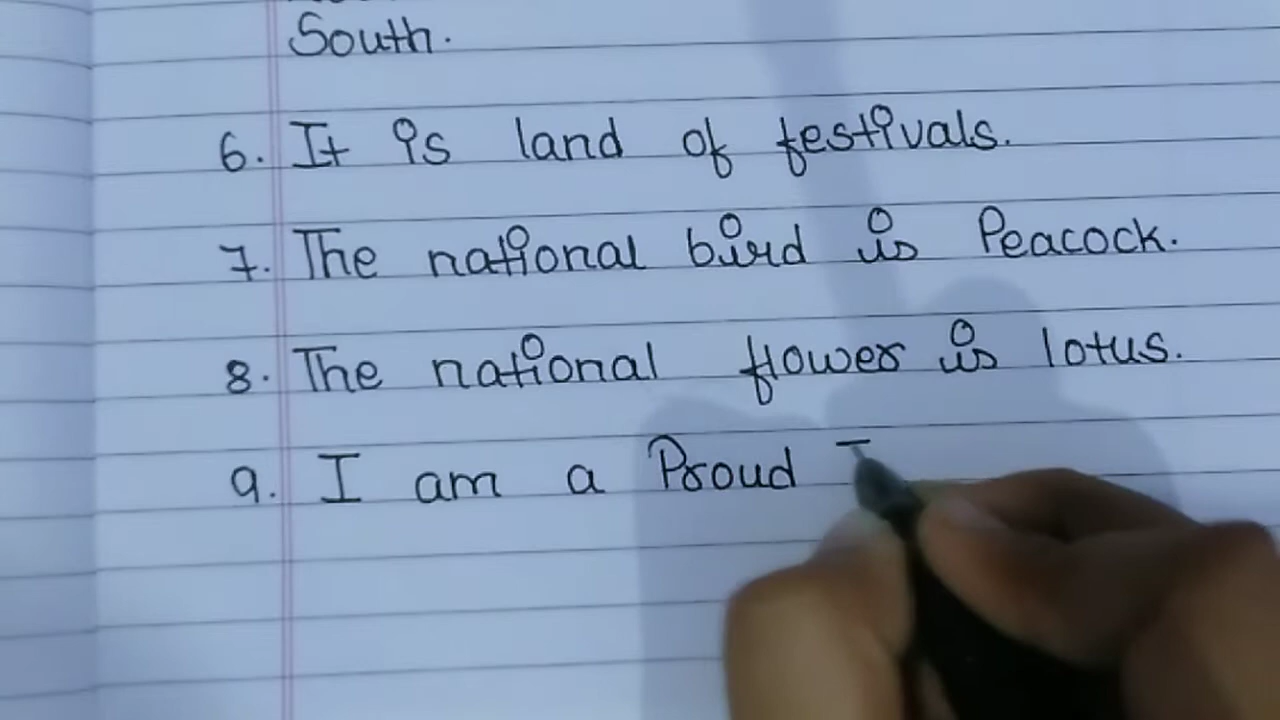 South.
6. It is land of festivals.
7. The national bird is Peacock.
8. The national flower is lotus.
9. I am a Proud